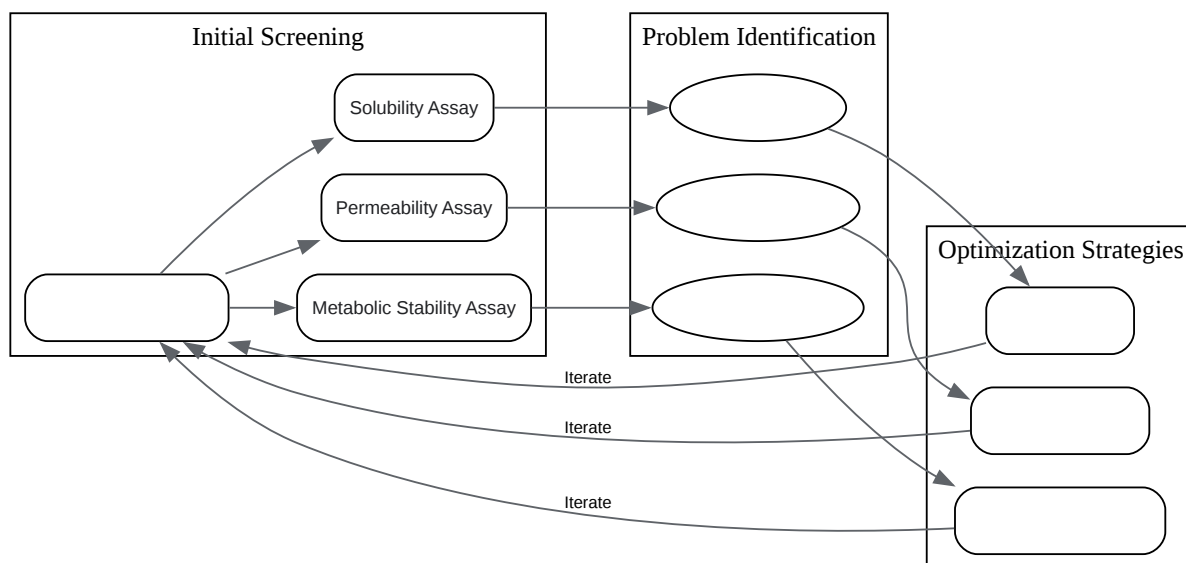 Initial Screening
Problem Identification
Solubility Assay
Permeability Assay
Optimization Strategies
Metabolic Stability Assay
Iterate
Iterate
Iterate